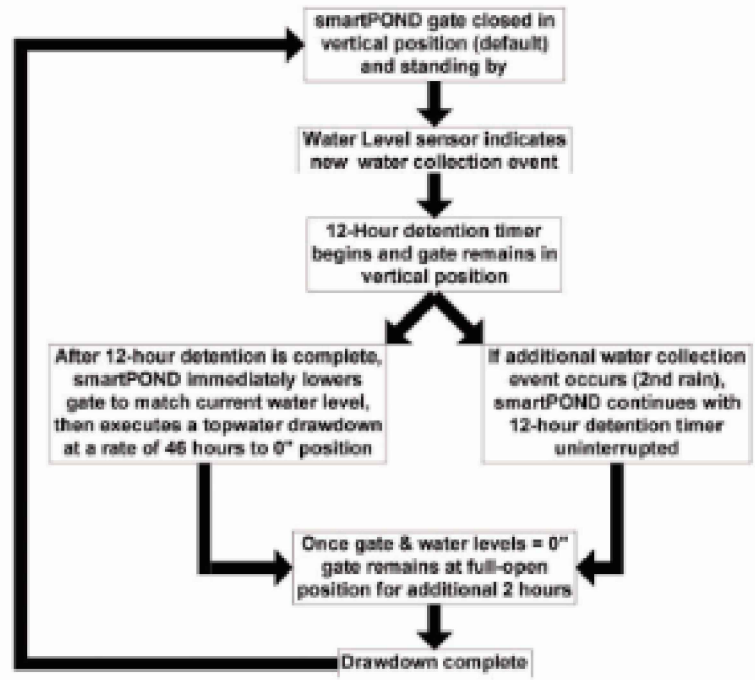 smartPOND gate closed in
vertical position (default)
and standing by
Water Level sensor indicates
new water collection event
12-Hour detention timer
begins and gate remains in
vertical position
After 12-hour detention is complete,
smartPOND immediately lowers
gate to match current water level,
then executes a topwater drawdown
at a rate of 46 hours to 0" position
If additional water collection
event occurs (2nd rain),
smartPOND continues with
12-hour detention timer
uninterrupted
Once gate & water levels = 0"
gate remains at full-open
position for additional 2 hours
Drawdown complete